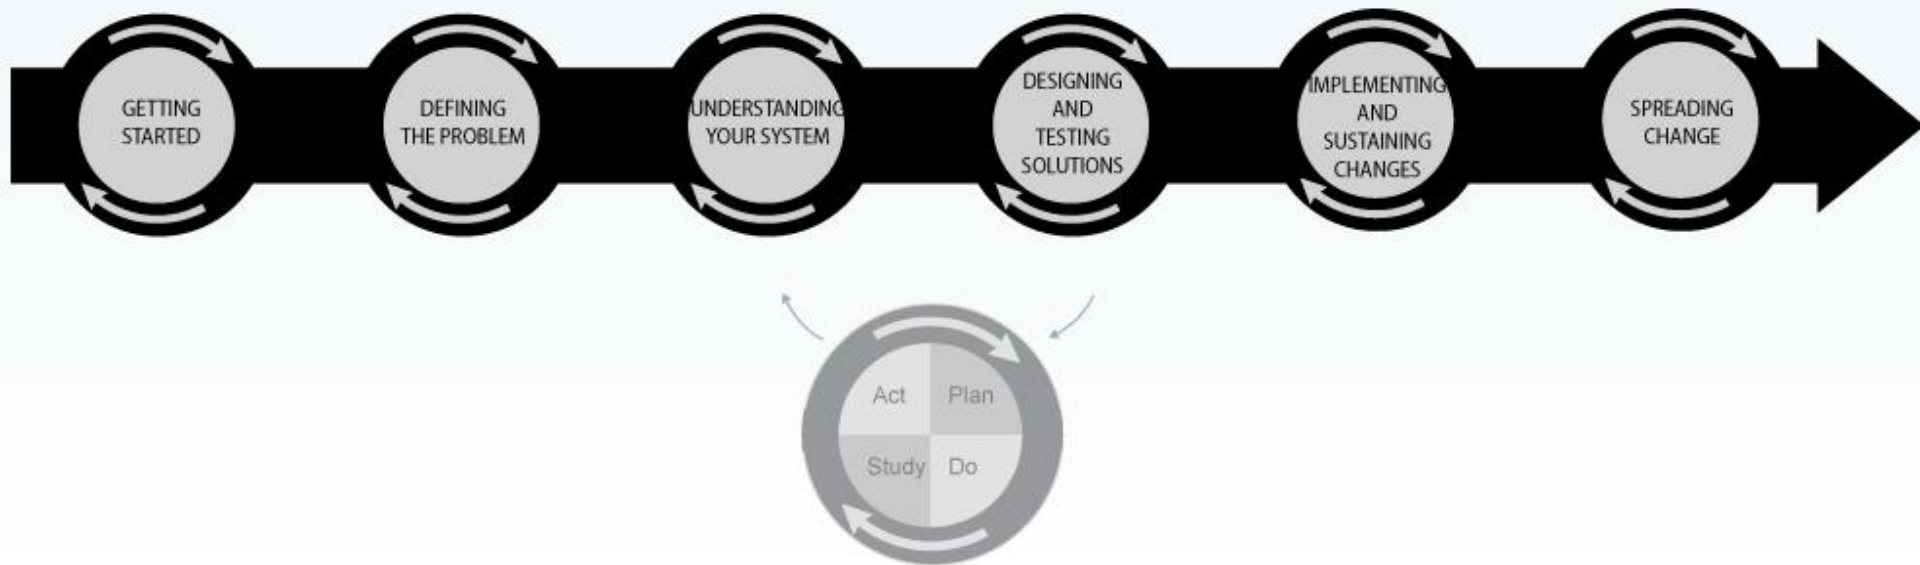 GETTING
STARTED
DEFINING
THE PROBLEM
UNDERSTANDING
YOUR SYSTEM
DESIGNING
AND
TESTING
SOLUTIONS
IMPLEMENTING
AND
SUSTAINING
CHANGES
SPREADING
CHANGE
Act
Plan
Study
Do